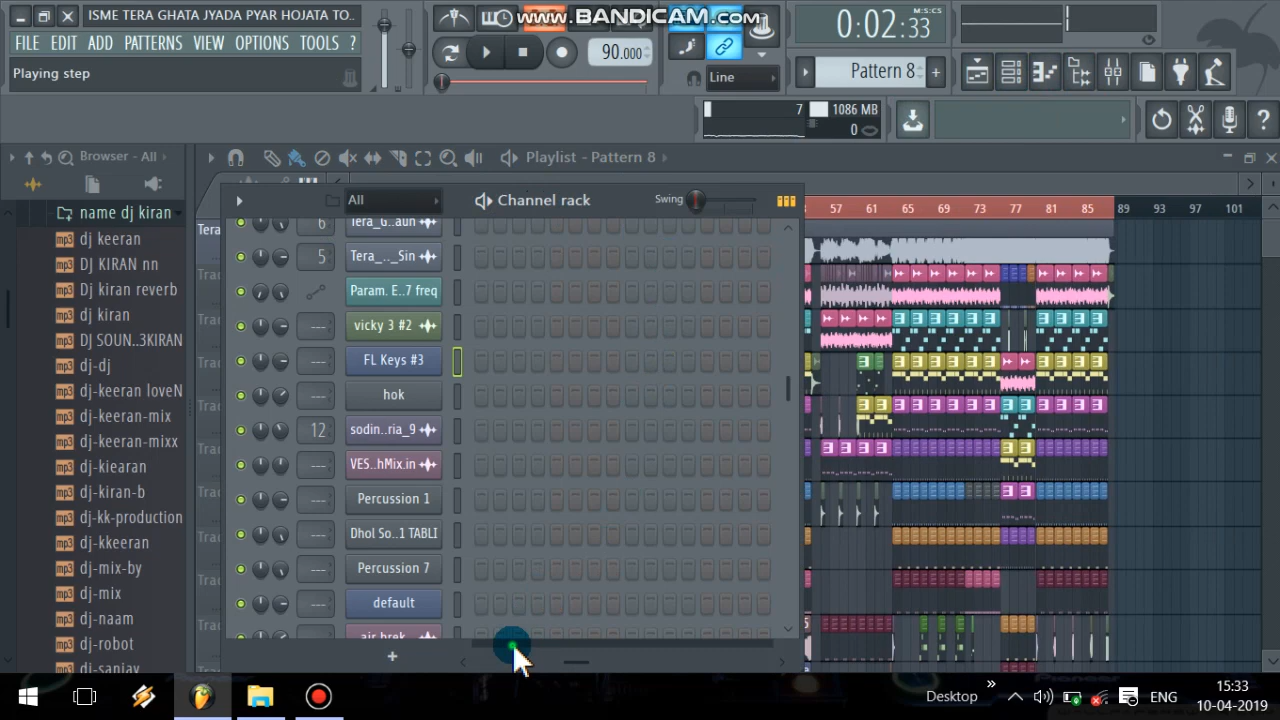 ISME TERA GHATA JYADA PYAR HOJATA TO..
www.BANDICAM.com
0:02:33
M:S:CS
FILE EDIT ADD PATTERNS VIEW OPTIONS TOOLS ?
90.000
Playing step
Line
Pattern 8
7
1086 MB
0
Browser - All
Playlist - Pattern 8
name dj kiran
All
Channel rack
Swing
57 61 65 69 73 77 81 85 89 93 97 101
dj keeran
DJ KIRAN nn
Dj kiran reverb
dj kiran
DJ SOUN..3KIRAN
dj-dj
dj-keeran loveN
dj-keeran-mix
dj-keeran-mixx
dj-kiearan
dj-kiran-b
dj-kk-production
dj-kkeeran
dj-mix-by
dj-mix
dj-naam
dj-robot
dj-sanjay
6 Tera_G..aun
5 Tera_.._Sin
Param. E..7 freq
--- vicky 3 #2
--- FL Keys #3
--- hok
12 sodin..ria_9
--- VES..hMix.in
--- Percussion 1
--- Dhol So..1 TABLI
--- Percussion 7
--- default
air brek
Desktop
ENG
15:33
10-04-2019